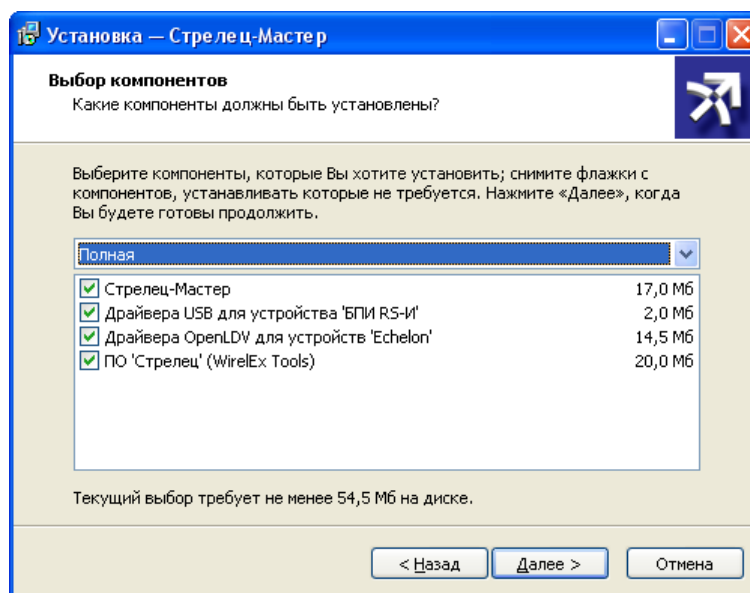 Установка — Стрелец-Мастер
Выбор компонентов
Какие компоненты должны быть установлены?
Выберите компоненты, которые Вы хотите установить; снимите флажки с
компонентов, устанавливать которые не требуется. Нажмите «Далее», когда
Вы будете готовы продолжить.
Полная
Стрелец-Мастер 17,0 Мб
Драйвера USB для устройства 'БПИ RS-И' 2,0 Мб
Драйвера OpenLDV для устройств 'Echelon' 14,5 Мб
ПО 'Стрелец' (WirelEx Tools) 20,0 Мб
Текущий выбор требует не менее 54,5 Мб на диске.
< Назад Далее > Отмена